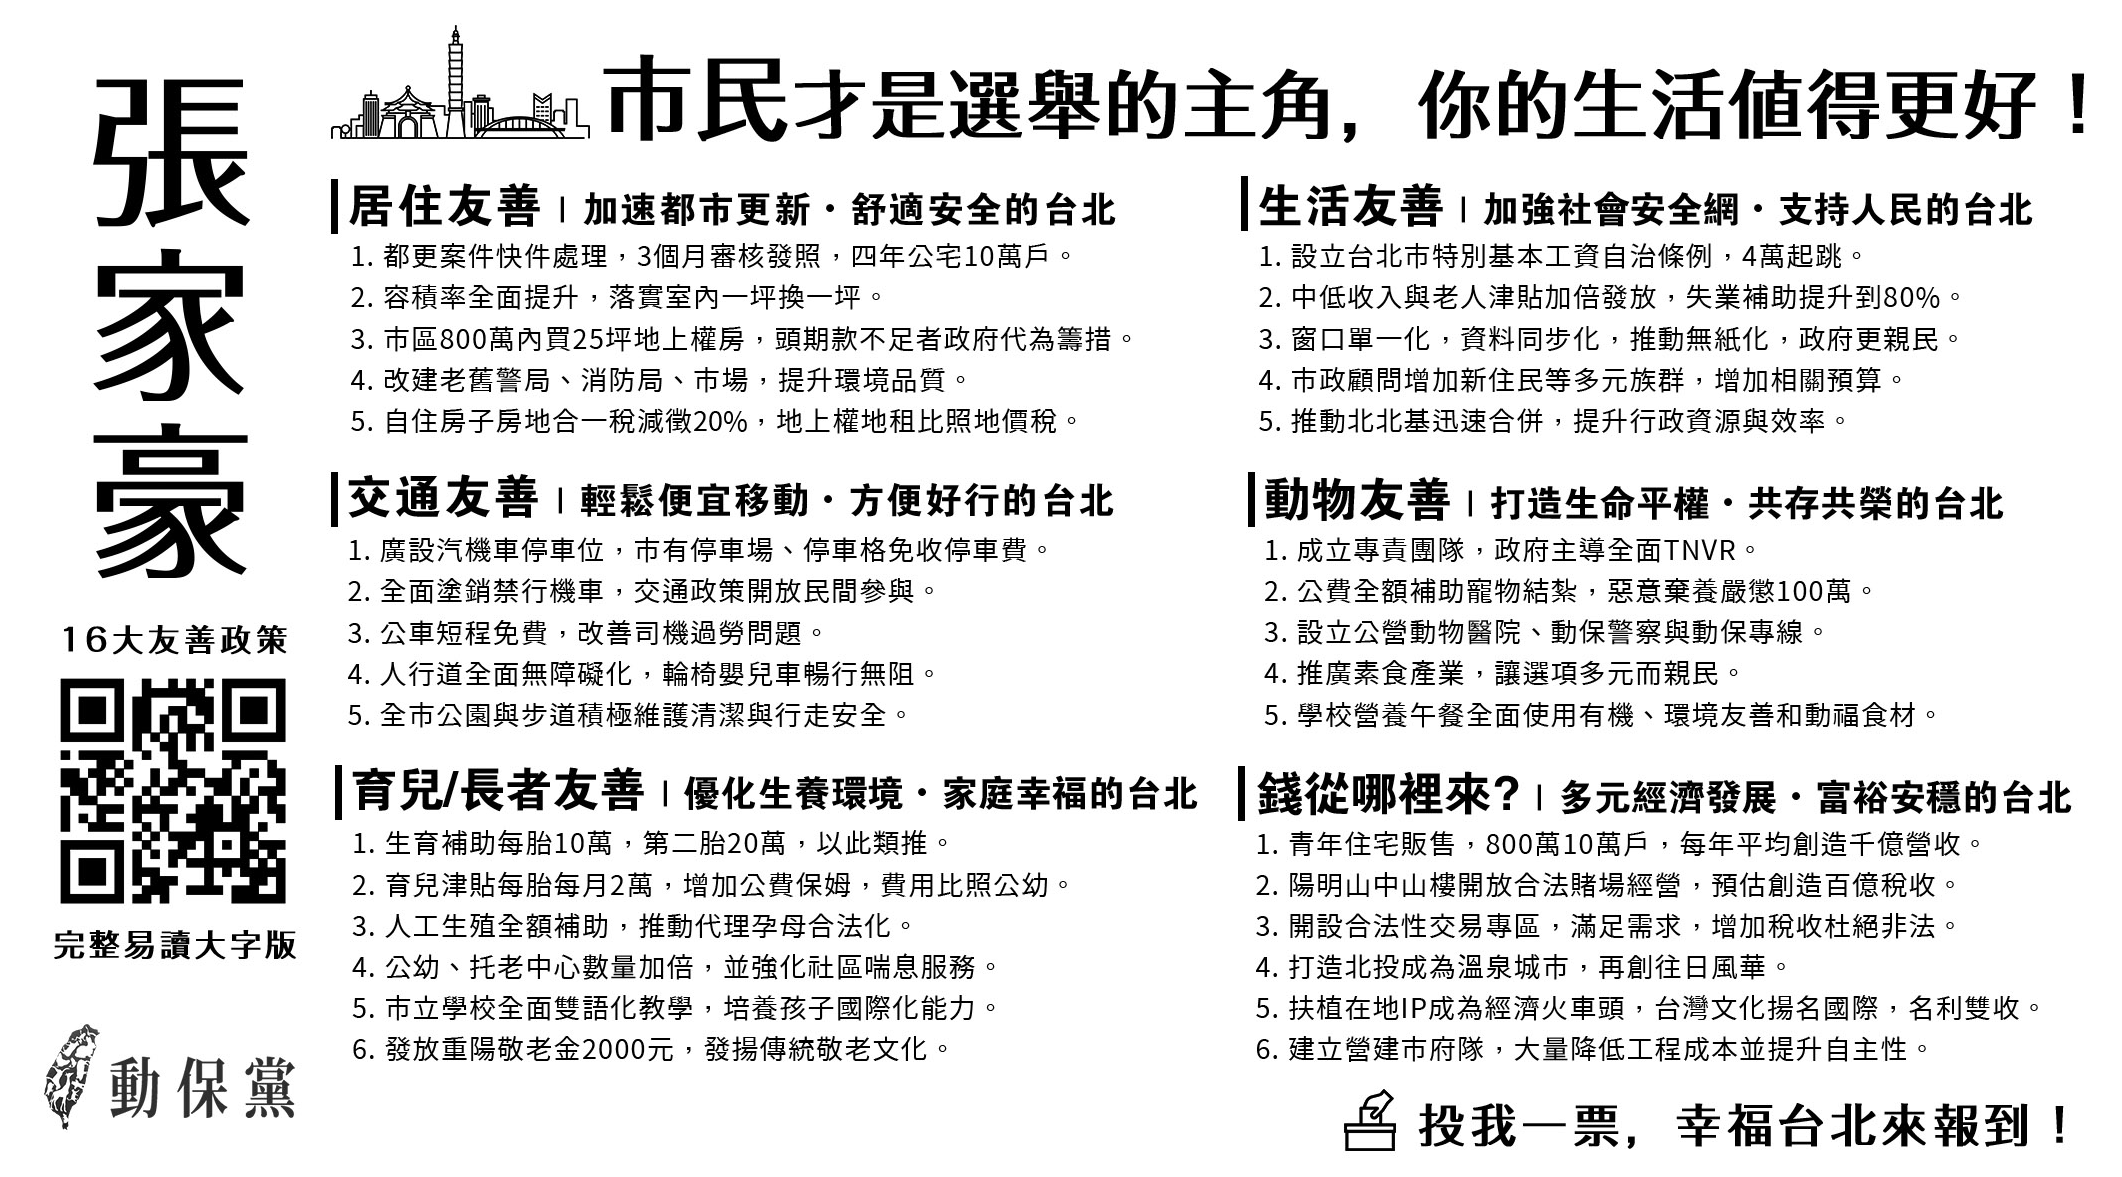 張家豪
16大友善政策
完整易讀大字版
動保黨
市民才是選舉的主角，你的生活值得更好！
居住友善 | 加速都市更新・舒適安全的台北
1. 都更案件快件處理，3個月審核發照，四年公宅10萬戶。
2. 容積率全面提升，落實室內一坪換一坪。
3. 市區800萬內買25坪地上權房，頭期款不足者政府代為籌措。
4. 改建老舊警局、消防局、市場，提升環境品質。
5. 自住房子房地合一稅減徵20%，地上權地租比照地價稅。
交通友善 | 輕鬆便宜移動・方便好行的台北
1. 廣設汽機車停車位，市有停車場、停車格免收停車費。
2. 全面塗銷禁行機車，交通政策開放民間參與。
3. 公車短程免費，改善司機過勞問題。
4. 人行道全面無障礙化，輪椅嬰兒車暢行無阻。
5. 全市公園與步道積極維護清潔與行走安全。
育兒/長者友善 | 優化生養環境・家庭幸福的台北
1. 生育補助每胎10萬，第二胎20萬，以此類推。
2. 育兒津貼每胎每月2萬，增加公費保姆，費用比照公幼。
3. 人工生殖全額補助，推動代理孕母合法化。
4. 公幼、托老中心數量加倍，並強化社區喘息服務。
5. 市立學校全面雙語化教學，培養孩子國際化能力。
6. 發放重陽敬老金2000元，發揚傳統敬老文化。
生活友善 | 加強社會安全網・支持人民的台北
1. 設立台北市特別基本工資自治條例，4萬起跳。
2. 中低收入與老人津貼加倍發放，失業補助提升到80%。
3. 窗口單一化，資料同步化，推動無紙化，政府更親民。
4. 市政顧問增加新住民等多元族群，增加相關預算。
5. 推動北北基迅速合併，提升行政資源與效率。
動物友善 | 打造生命平權・共存共榮的台北
1. 成立專責團隊，政府主導全面TNVR。
2. 公費全額補助寵物結紮，惡意棄養嚴懲100萬。
3. 設立公營動物醫院、動保警察與動保專線。
4. 推廣素食產業，讓選項多元而親民。
5. 學校營養午餐全面使用有機、環境友善和動福食材。
錢從哪裡來? | 多元經濟發展・富裕安穩的台北
1. 青年住宅販售，800萬10萬戶，每年平均創造千億營收。
2. 陽明山中山樓開放合法賭場經營，預估創造百億稅收。
3. 開設合法性交易專區，滿足需求，增加稅收杜絕非法。
4. 打造北投成為溫泉城市，再創往日風華。
5. 扶植在地IP成為經濟火車頭，台灣文化揚名國際，名利雙收。
6. 建立營建市府隊，大量降低工程成本並提升自主性。
投我一票，幸福台北來報到！